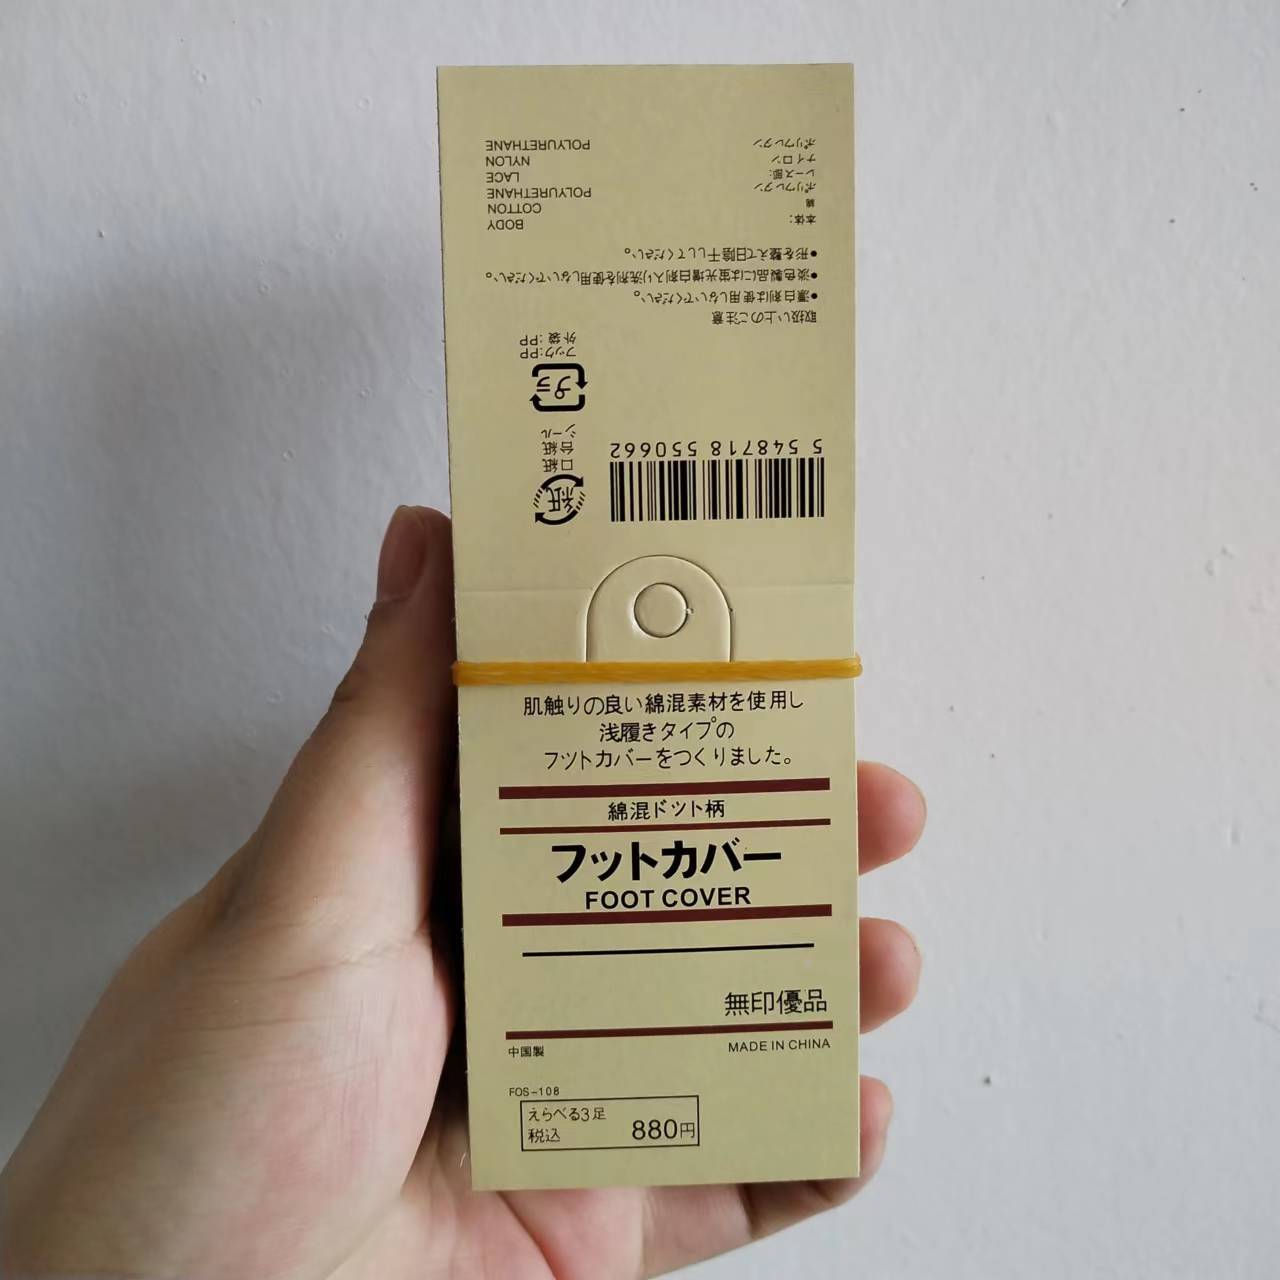 POLYURETHANE ポリウレタン
NYLON ナイロン
LACE レース部:
POLYURETHANE ポリウレタン
COTTON 綿
BODY 本体:
●形を整えて日陰干ししてください。
●淡色製品には蛍光増白剤入り洗剤を使用しないでください。
●漂白剤は使用しないでください。
取扱い上のご注意
外袋:PP
フック:PP
プラ
シール
台紙
口紙
紙
5 548718 550662
肌触りの良い綿混素材を使用し
浅履きタイプの
フツトカバーをつくりました。
綿混ドツト柄
フットカバー
FOOT COVER
無印優品
中国製 MADE IN CHINA
FOS-108
えらべる3足
税込 880円